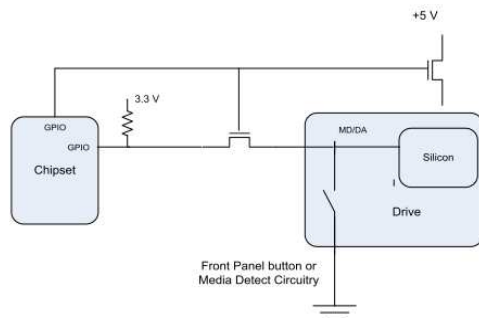 +5 V
3.3 V
GPIO
GPIO
MD/DA
Chipset
Silicon
Drive
Front Panel button or
Media Detect Circuitry